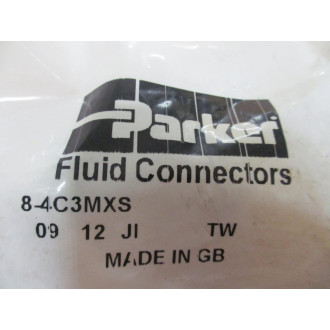 Parker
Fluid Connectors
8-4C3MXS
09 12 JI TW
MADE IN GB